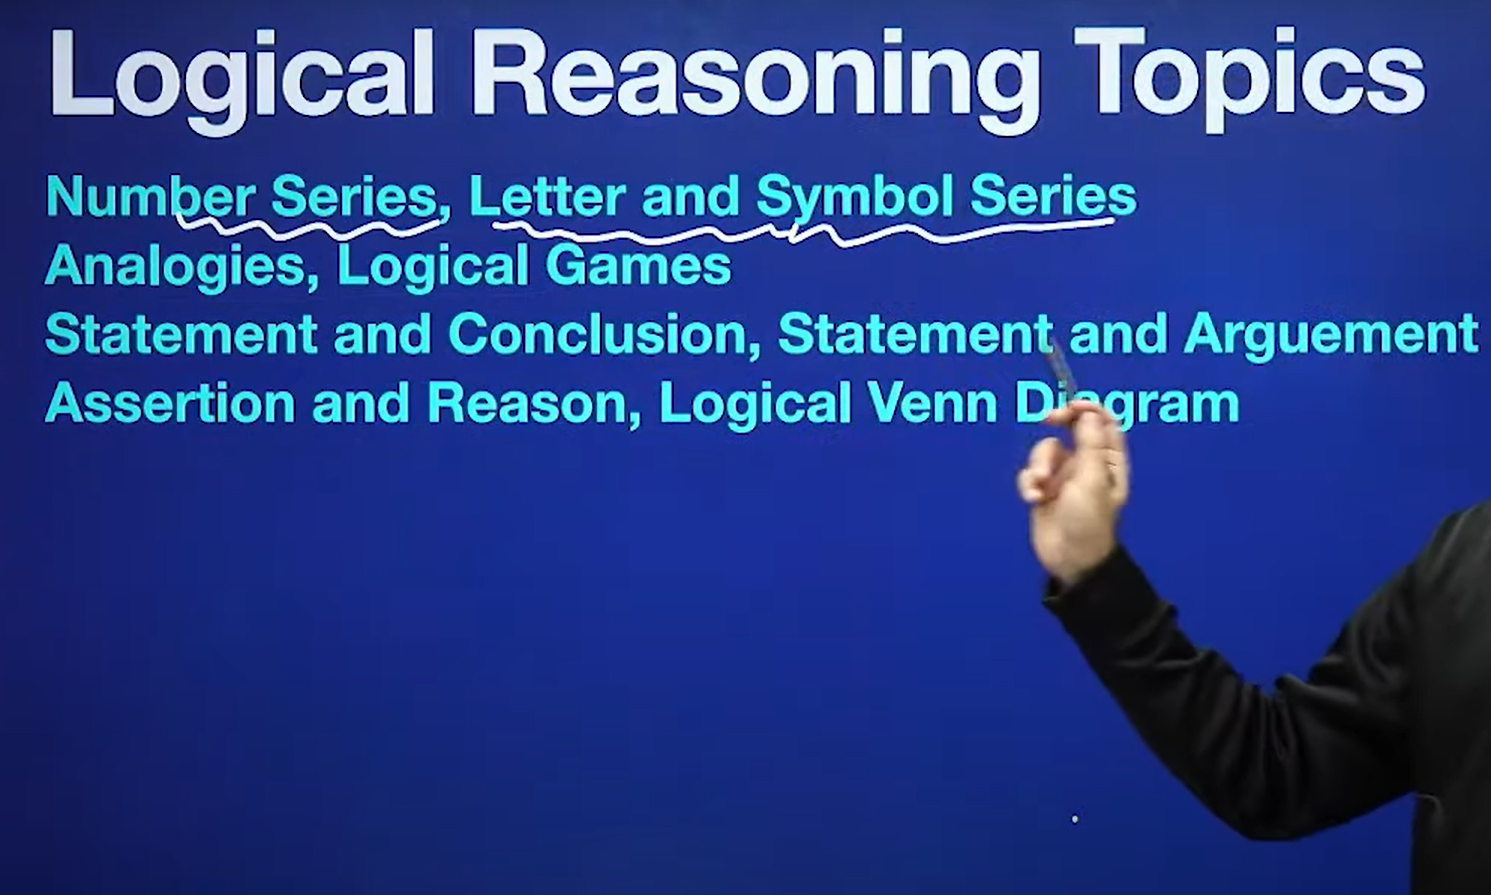 Logical Reasoning Topics
Number Series, Letter and Symbol Series
Analogies, Logical Games
Statement and Conclusion, Statement and Arguement
Assertion and Reason, Logical Venn Diagram